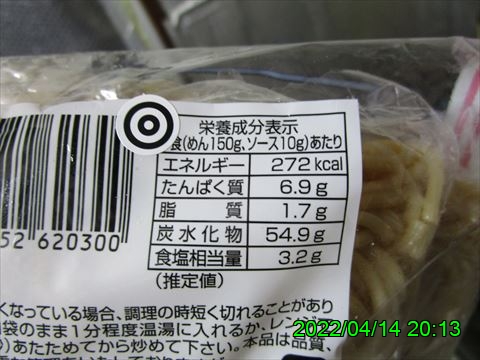 栄養成分表示
食(めん150g、ソース10g)あたり
エネルギー 272kcal
たんぱく質 6.9g
脂質 1.7g
炭水化物 54.9g
食塩相当量 3.2g
(推定値)
52 620300
くなっている場合、調理の時短く切れることがあり
袋のまま1分程度温湯に入れるか、レンジで
)あたためてから炒めて下さい。本品は品質、
2022/04/14 20:13